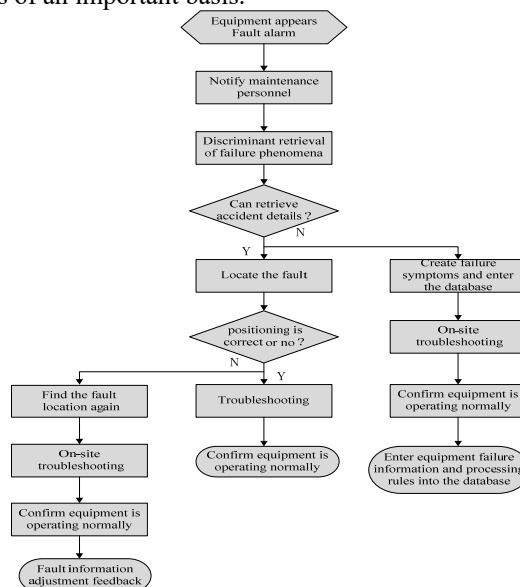 s of an important basis.
Equipment appears
Fault alarm
Notify maintenance
personnel
Discriminant retrieval
of failure phenomena
Can retrieve
accident details ?
N
Y
Locate the fault
Create failure
symptoms and enter
the database
positioning is
correct or no ?
On-site
troubleshooting
N
Y
Find the fault
location again
Troubleshooting
Confirm equipment is
operating normally
On-site
troubleshooting
Confirm equipment is
operating normally
Enter equipment failure
information and processing
rules into the database
Confirm equipment is
operating normally
Fault information
adjustment feedback